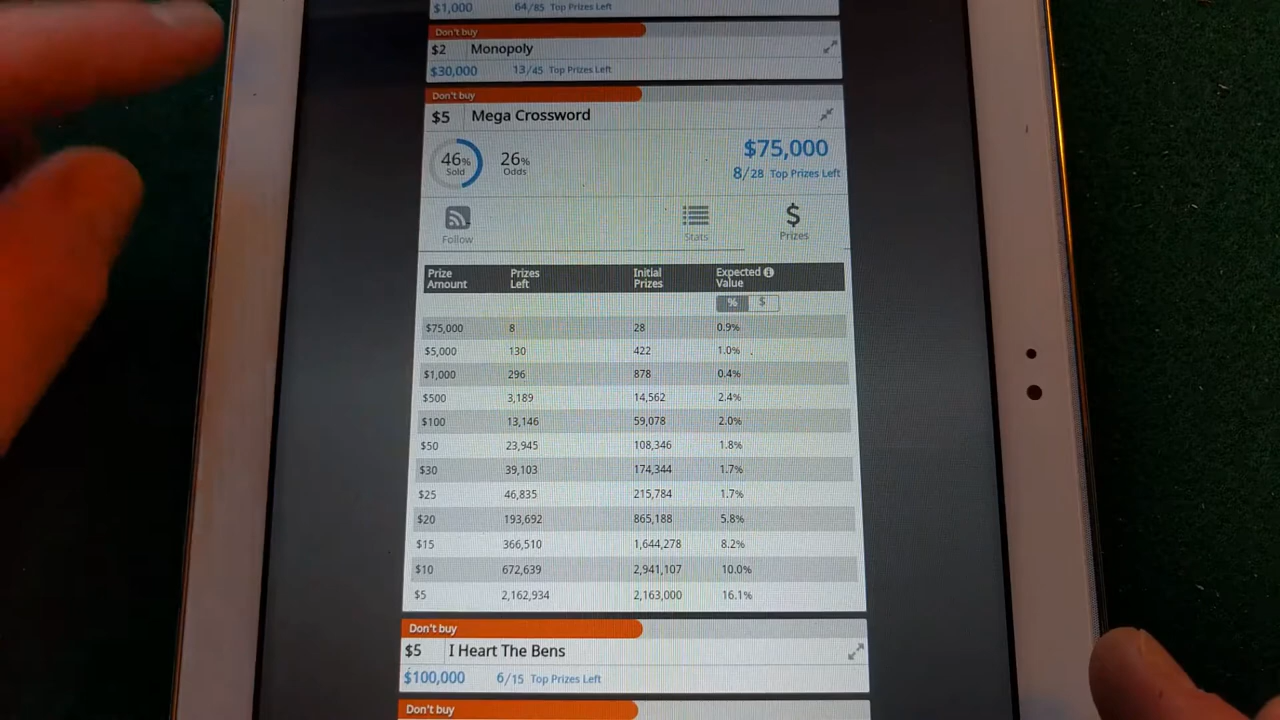 $1,000 64/85 Top Prizes Left
Don't buy
$2 Monopoly
$30,000 13/45 Top Prizes Left
Don't buy
$5 Mega Crossword
46% Sold 26% Odds
$75,000
8/28 Top Prizes Left
Follow Stats $ Prizes
Prize Amount Prizes Left Initial Prizes Expected Value
% $
$75,000 8 28 0.9%
$5,000 130 422 1.0%
$1,000 296 878 0.4%
$500 3,189 14,562 2.4%
$100 13,146 59,078 2.0%
$50 23,945 108,346 1.8%
$30 39,103 174,344 1.7%
$25 46,835 215,784 1.7%
$20 193,692 865,188 5.8%
$15 366,510 1,644,278 8.2%
$10 672,639 2,941,107 10.0%
$5 2,162,934 2,163,000 16.1%
Don't buy
$5 I Heart The Bens
$100,000 6/15 Top Prizes Left
Don't buy